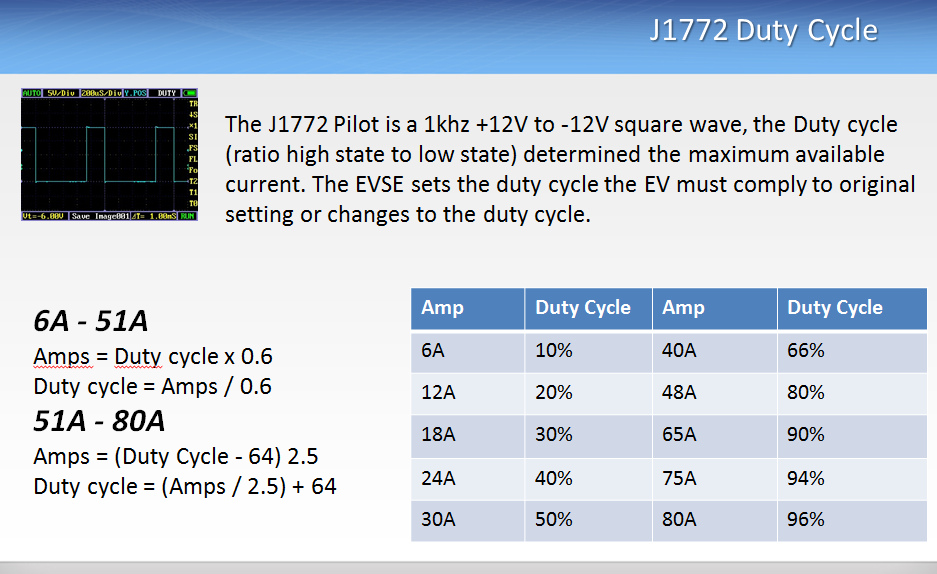 J1772 Duty Cycle
AUTO 5V/Div 200uS/Div Y.POS DUTY
TR
+S
×1
SI
FS
FL
Fo
T2
T1
T0
Vt=-6.00V Save Image001 ΔT= 1.00mS RUN
The J1772 Pilot is a 1khz +12V to -12V square wave, the Duty cycle
(ratio high state to low state) determined the maximum available
current. The EVSE sets the duty cycle the EV must comply to original
setting or changes to the duty cycle.
6A - 51A
Amps = Duty cycle x 0.6
Duty cycle = Amps / 0.6
51A - 80A
Amps = (Duty Cycle - 64) 2.5
Duty cycle = (Amps / 2.5) + 64
Amp Duty Cycle Amp Duty Cycle
6A 10% 40A 66%
12A 20% 48A 80%
18A 30% 65A 90%
24A 40% 75A 94%
30A 50% 80A 96%